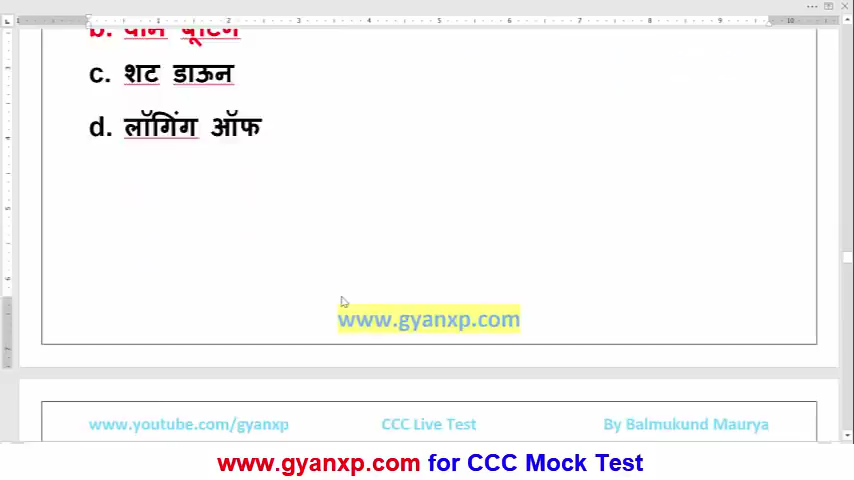 b. वार्म बूटिंग
c. शट डाऊन
d. लॉगिंग ऑफ
www.gyanxp.com
www.youtube.com/gyanxp CCC Live Test By Balmukund Maurya
www.gyanxp.com for CCC Mock Test